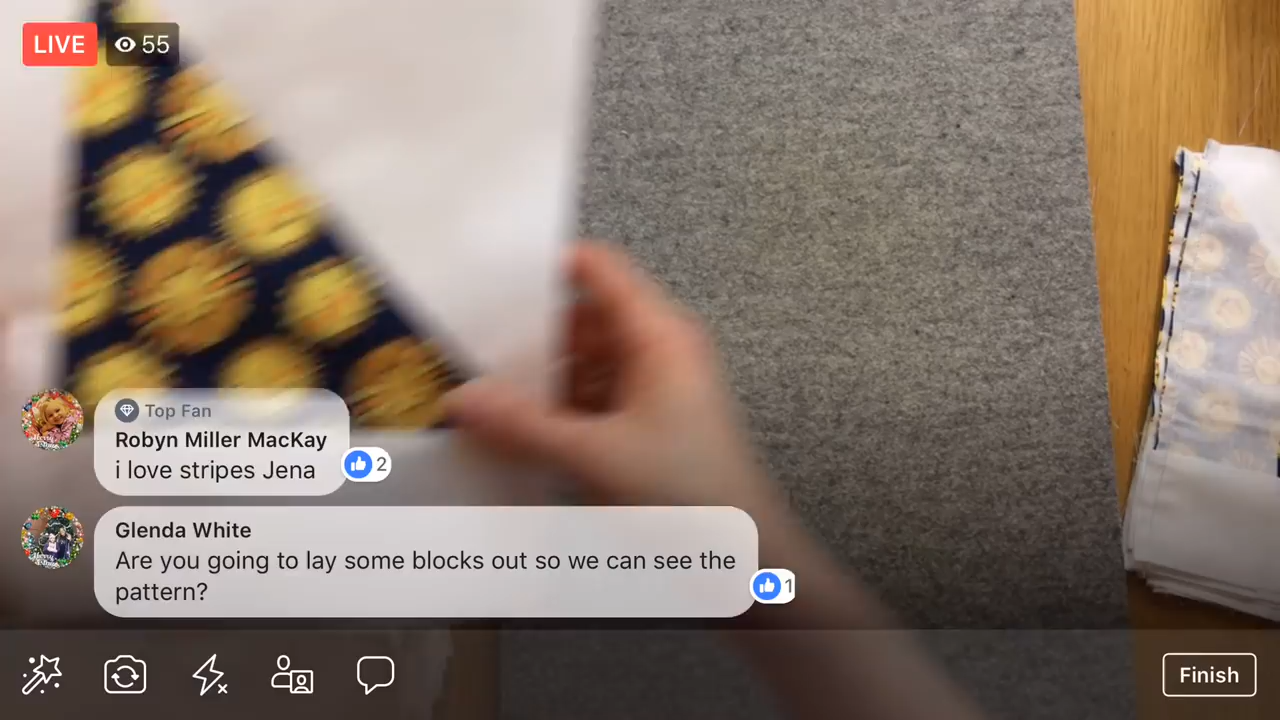 LIVE
55
Top Fan
Robyn Miller MacKay
i love stripes Jena
2
Glenda White
Are you going to lay some blocks out so we can see the
pattern?
1
Finish